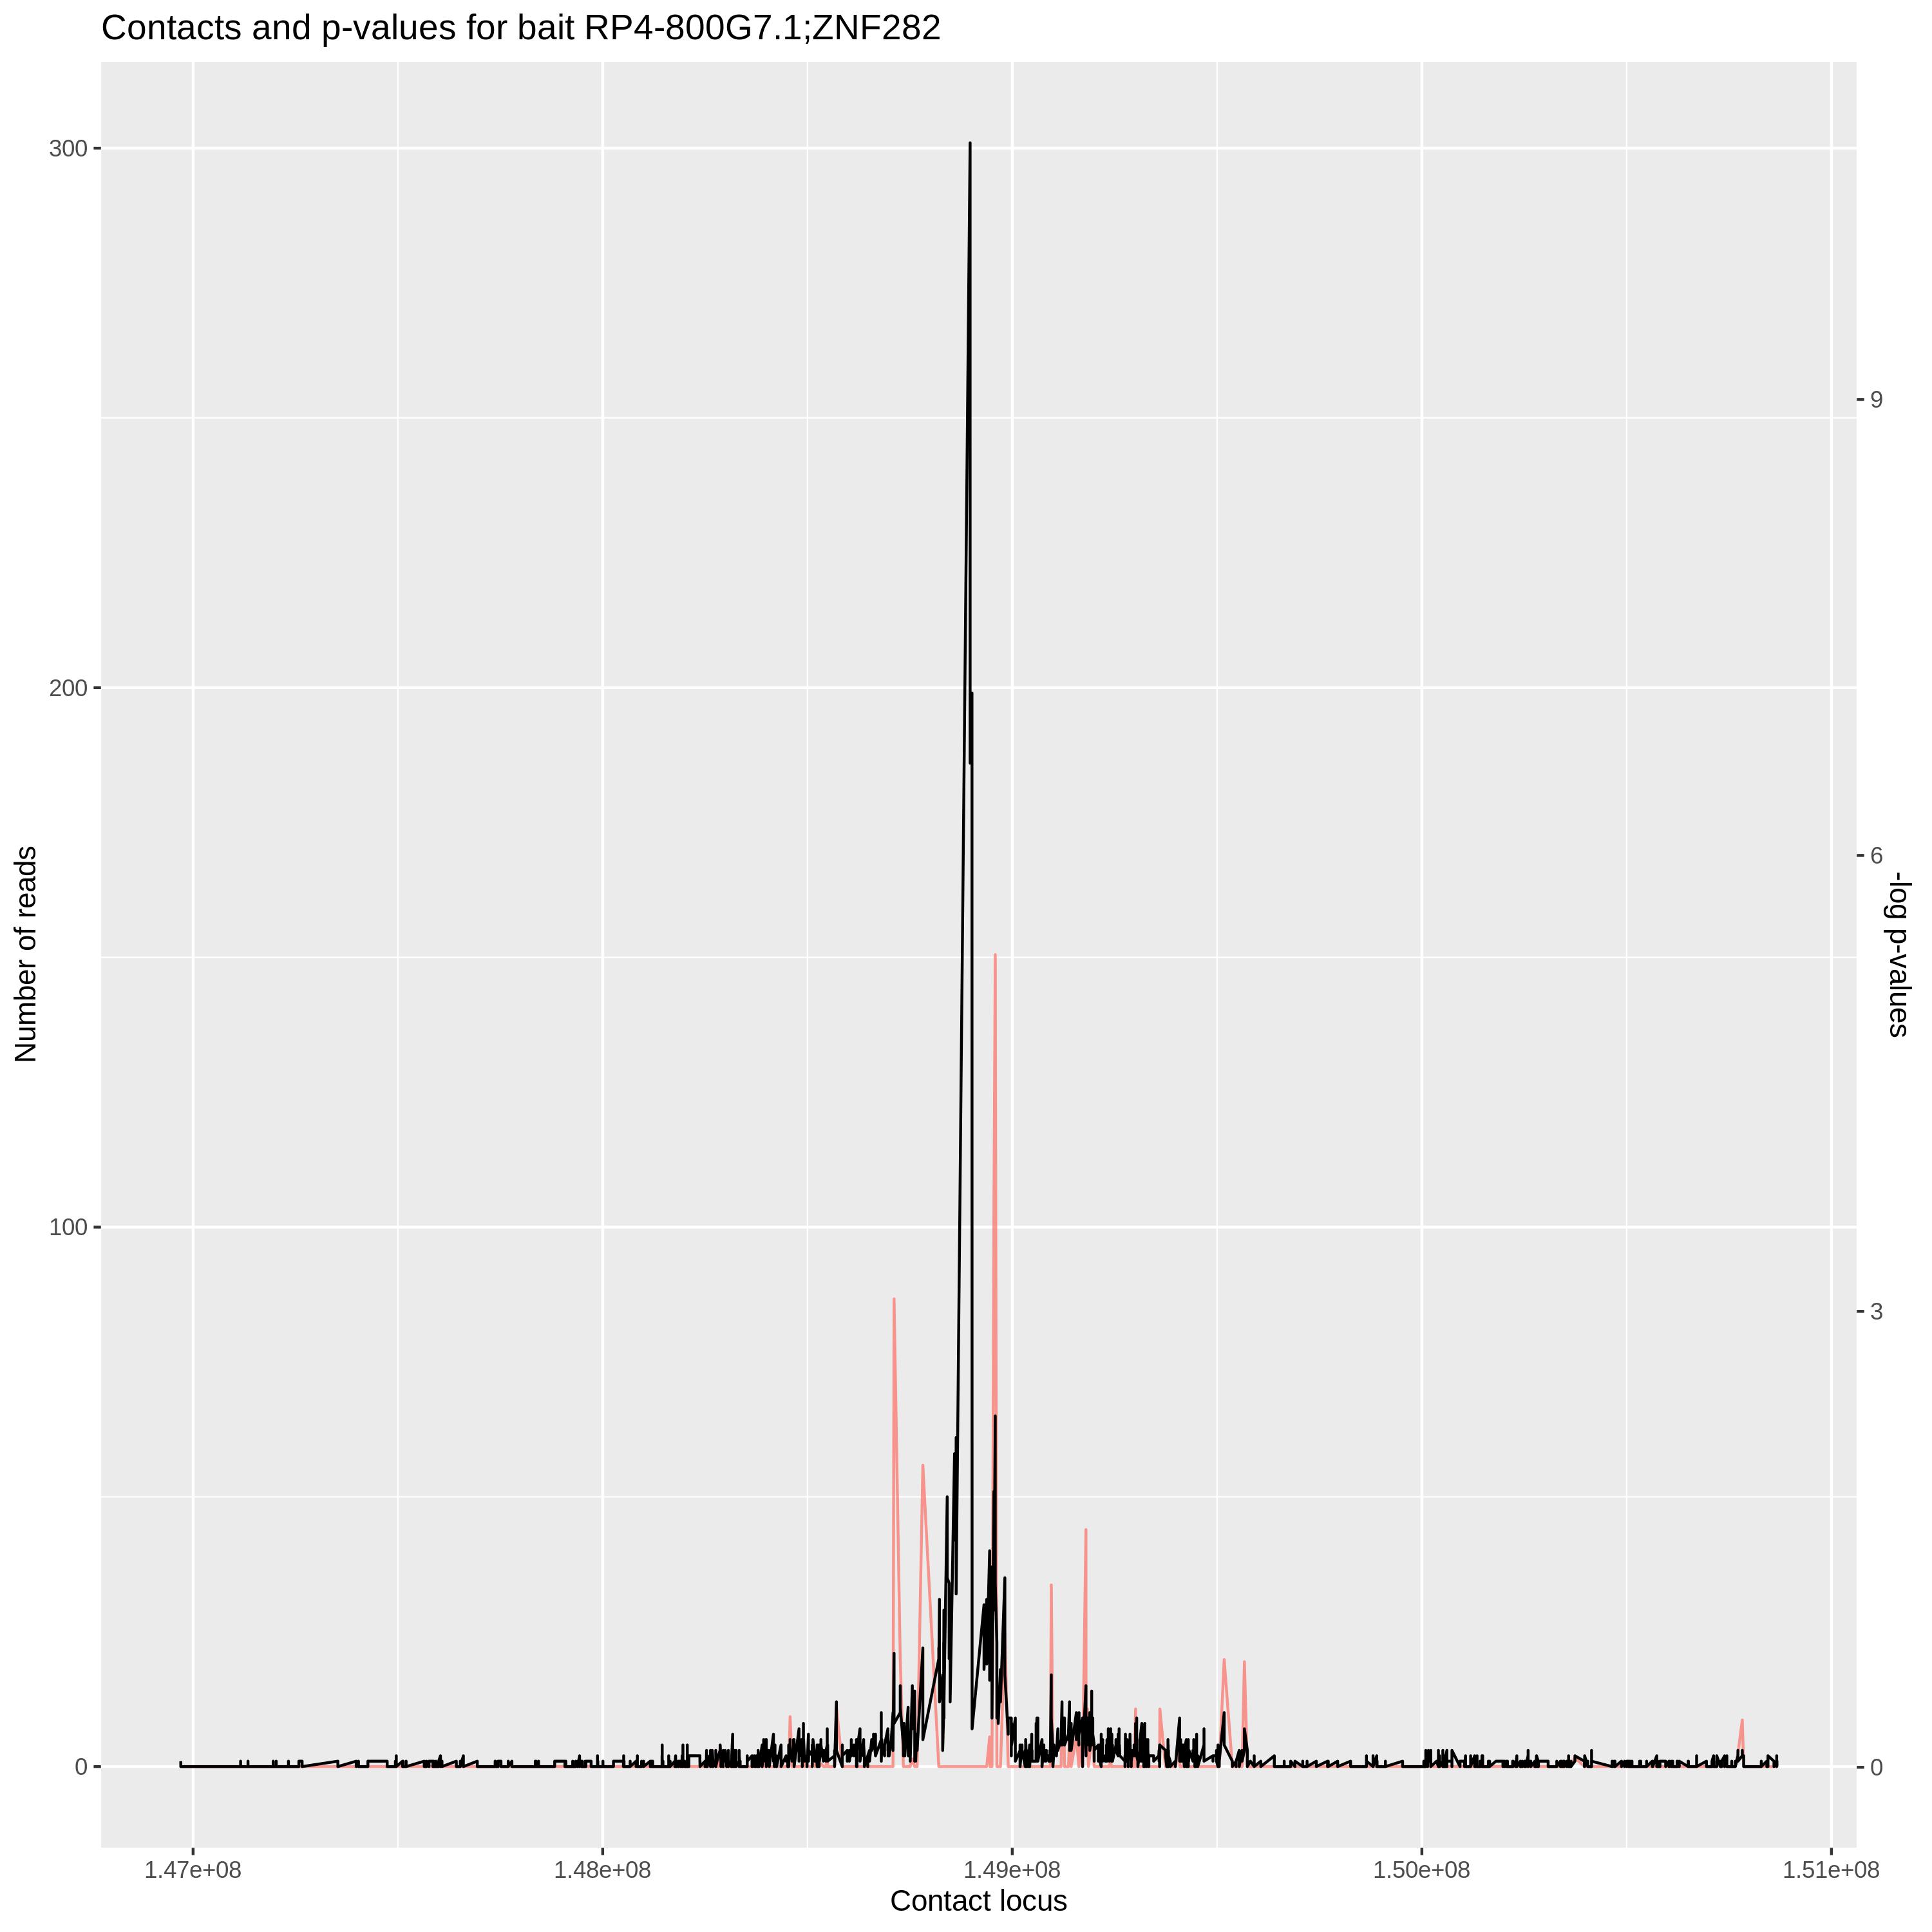 Contacts and p-values for bait RP4-800G7.1;ZNF282
300
200
100
0
Number of reads
9
6
3
0
-log p-values
1.47e+08
1.48e+08
1.49e+08
1.50e+08
1.51e+08
Contact locus